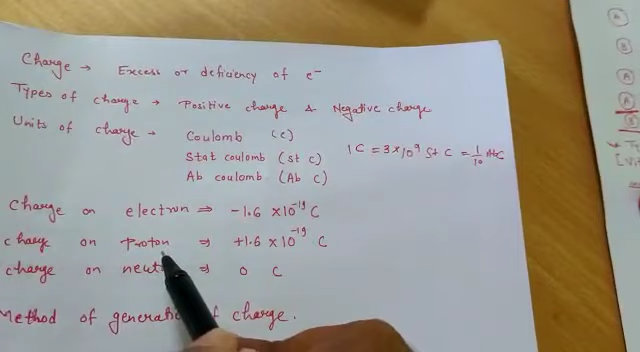 Charge → Excess or deficiency of e⁻
Types of charge → Positive charge & Negative charge
Units of charge → Coulomb (c)
Stat coulomb (st c) 1C = 3×10⁹ St C = 1/10 Ab C
Ab coulomb (Ab c)
Charge on electron ⇒ -1.6 ×10⁻¹⁹ C
charge on Proton ⇒ +1.6 ×10⁻¹⁹ C
charge on neut ⇒ 0 C
Method of generati f charge.